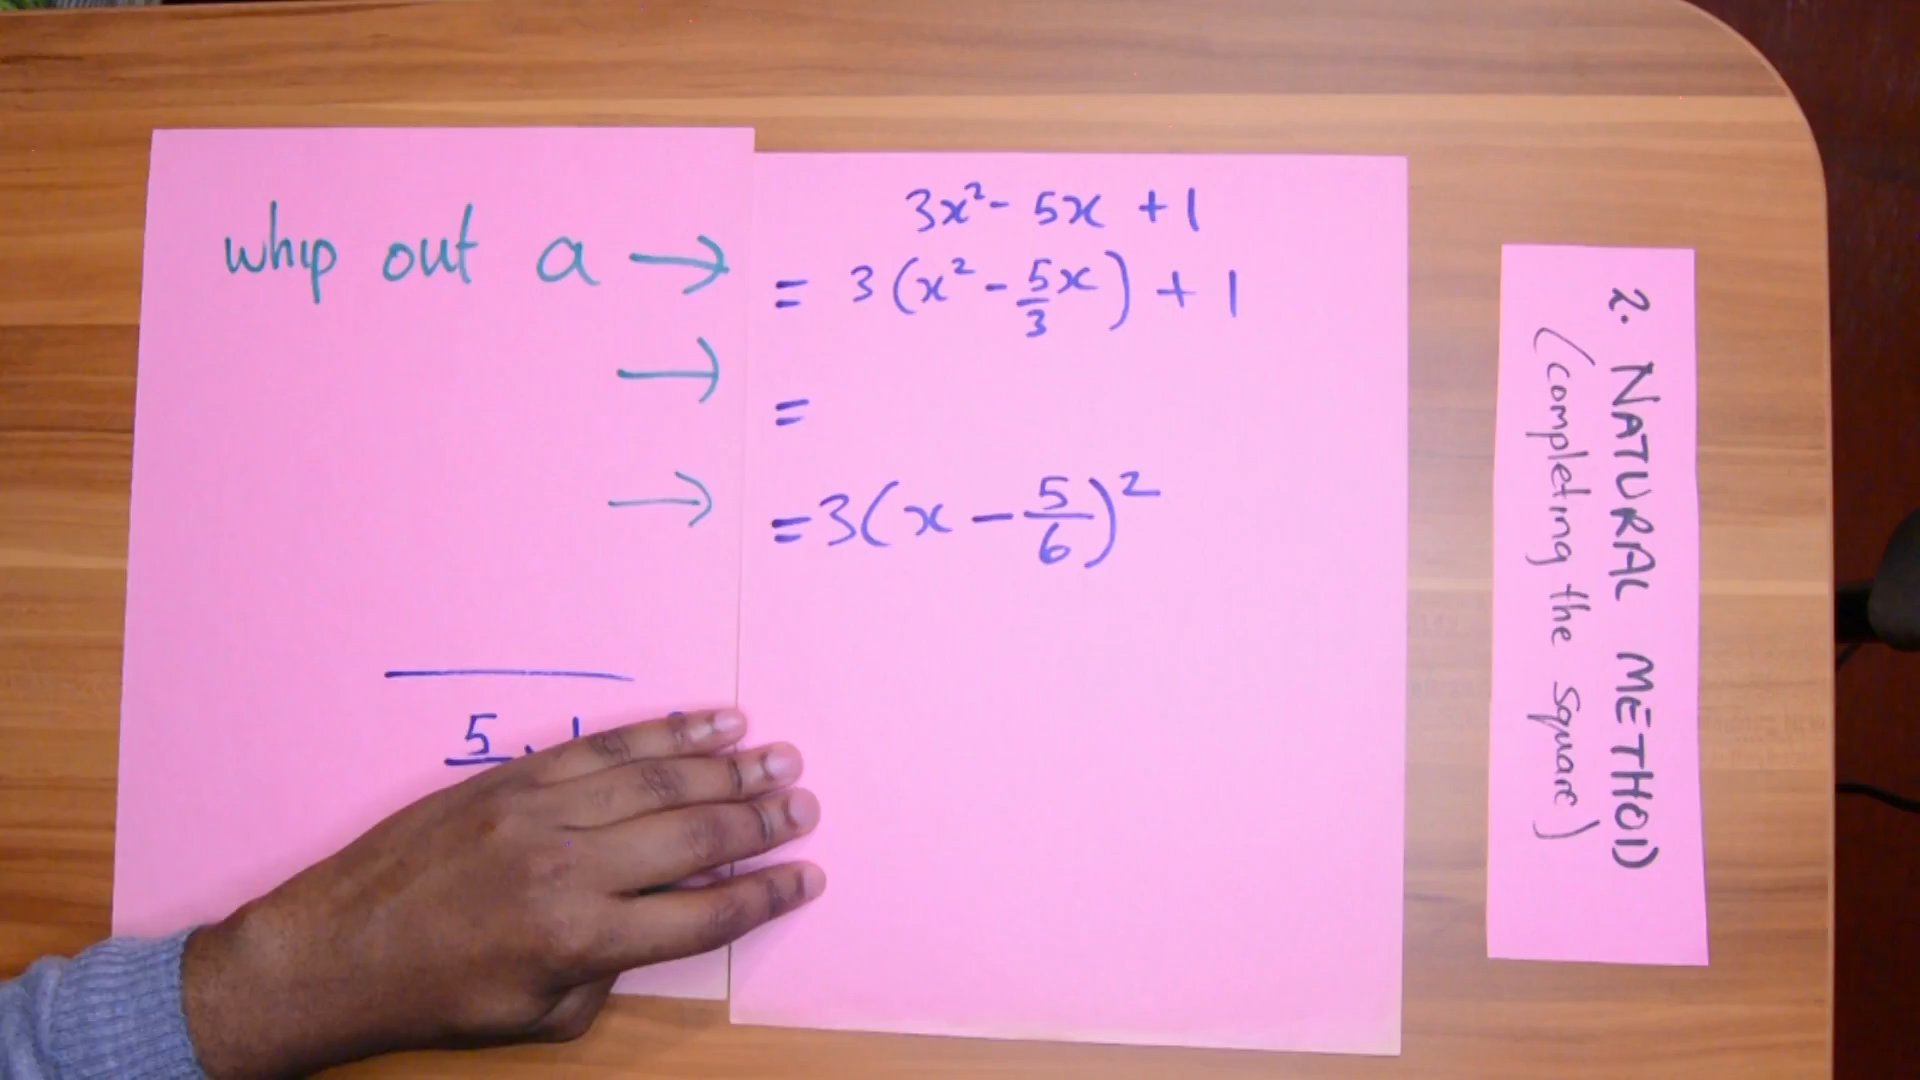 whip out a →
→
→
3x² - 5x + 1
= 3(x² - 5/3 x) + 1
=
= 3(x - 5/6)²
5
2. NATURAL METHOD
(completing the square)